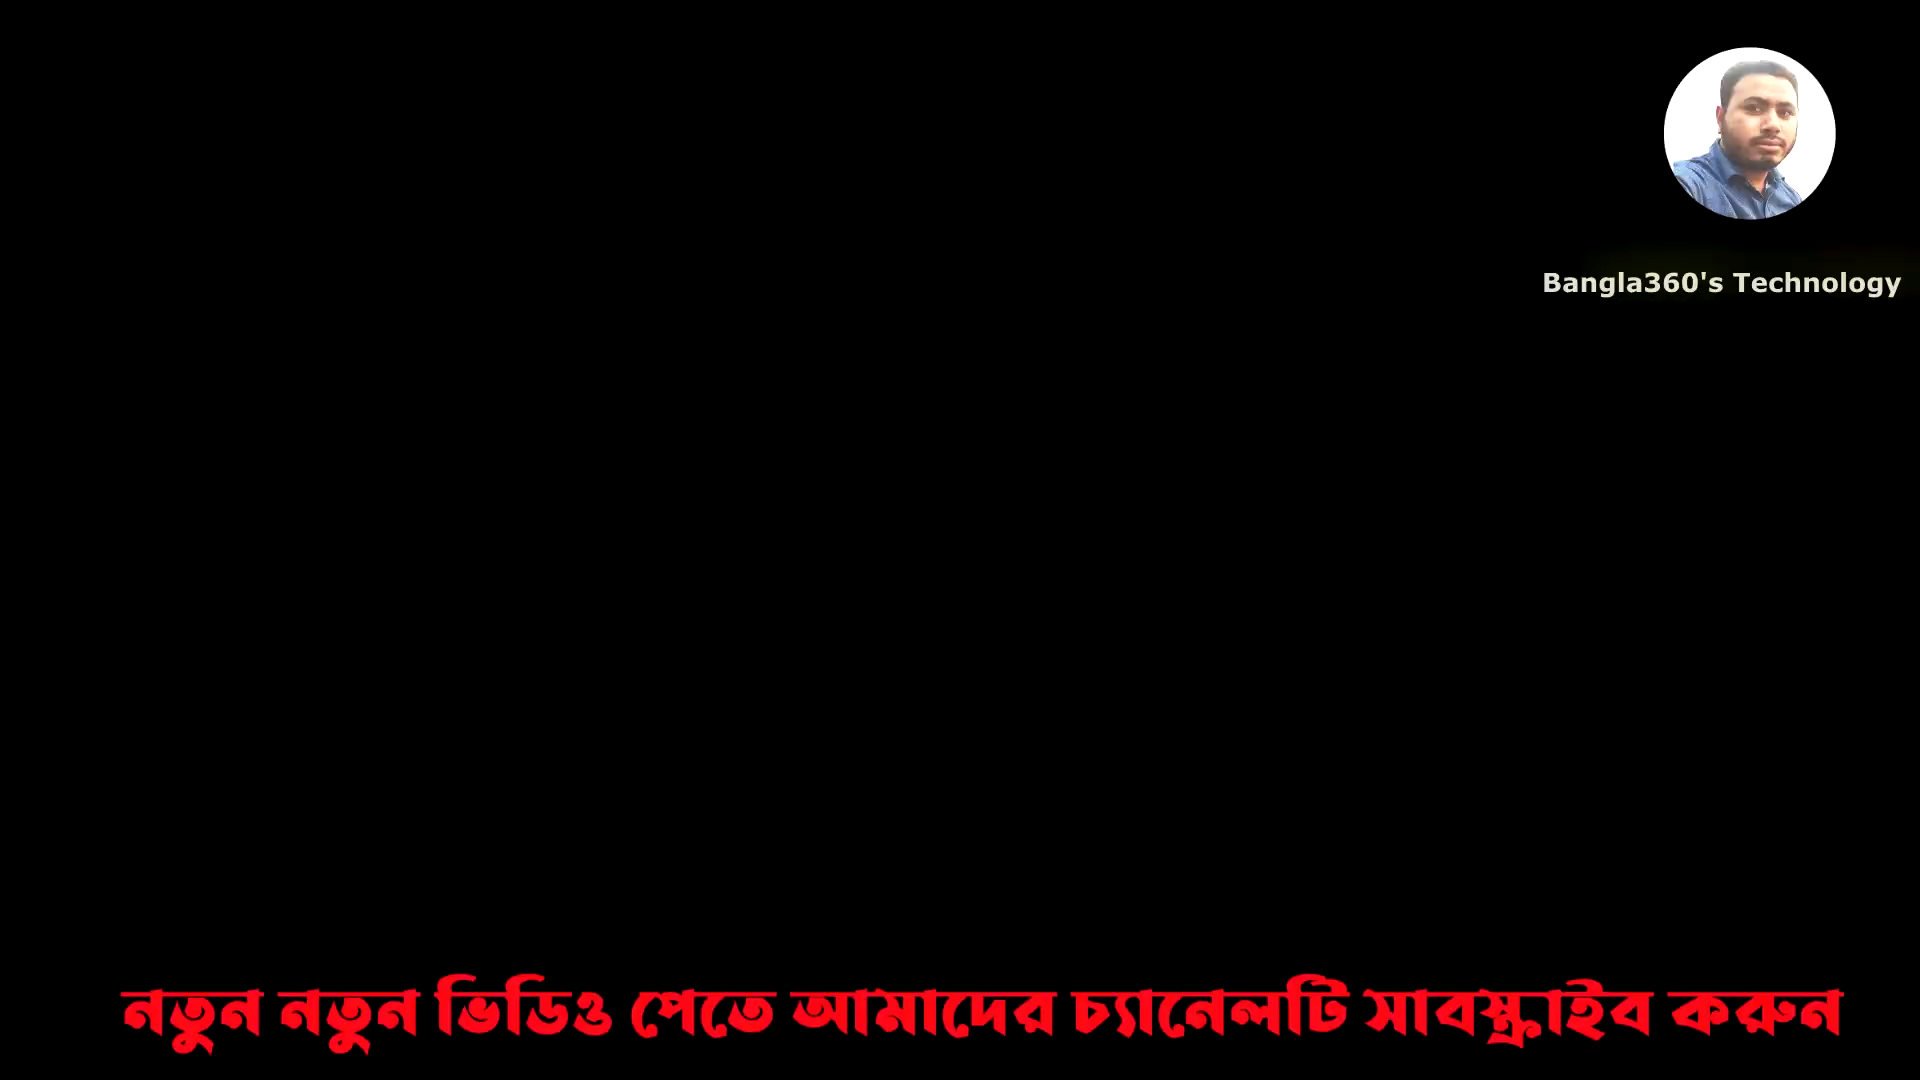 Bangla360's Technology
নতুন নতুন ভিডিও পেতে আমাদের চ্যানেলটি সাবস্ক্রাইব করুন